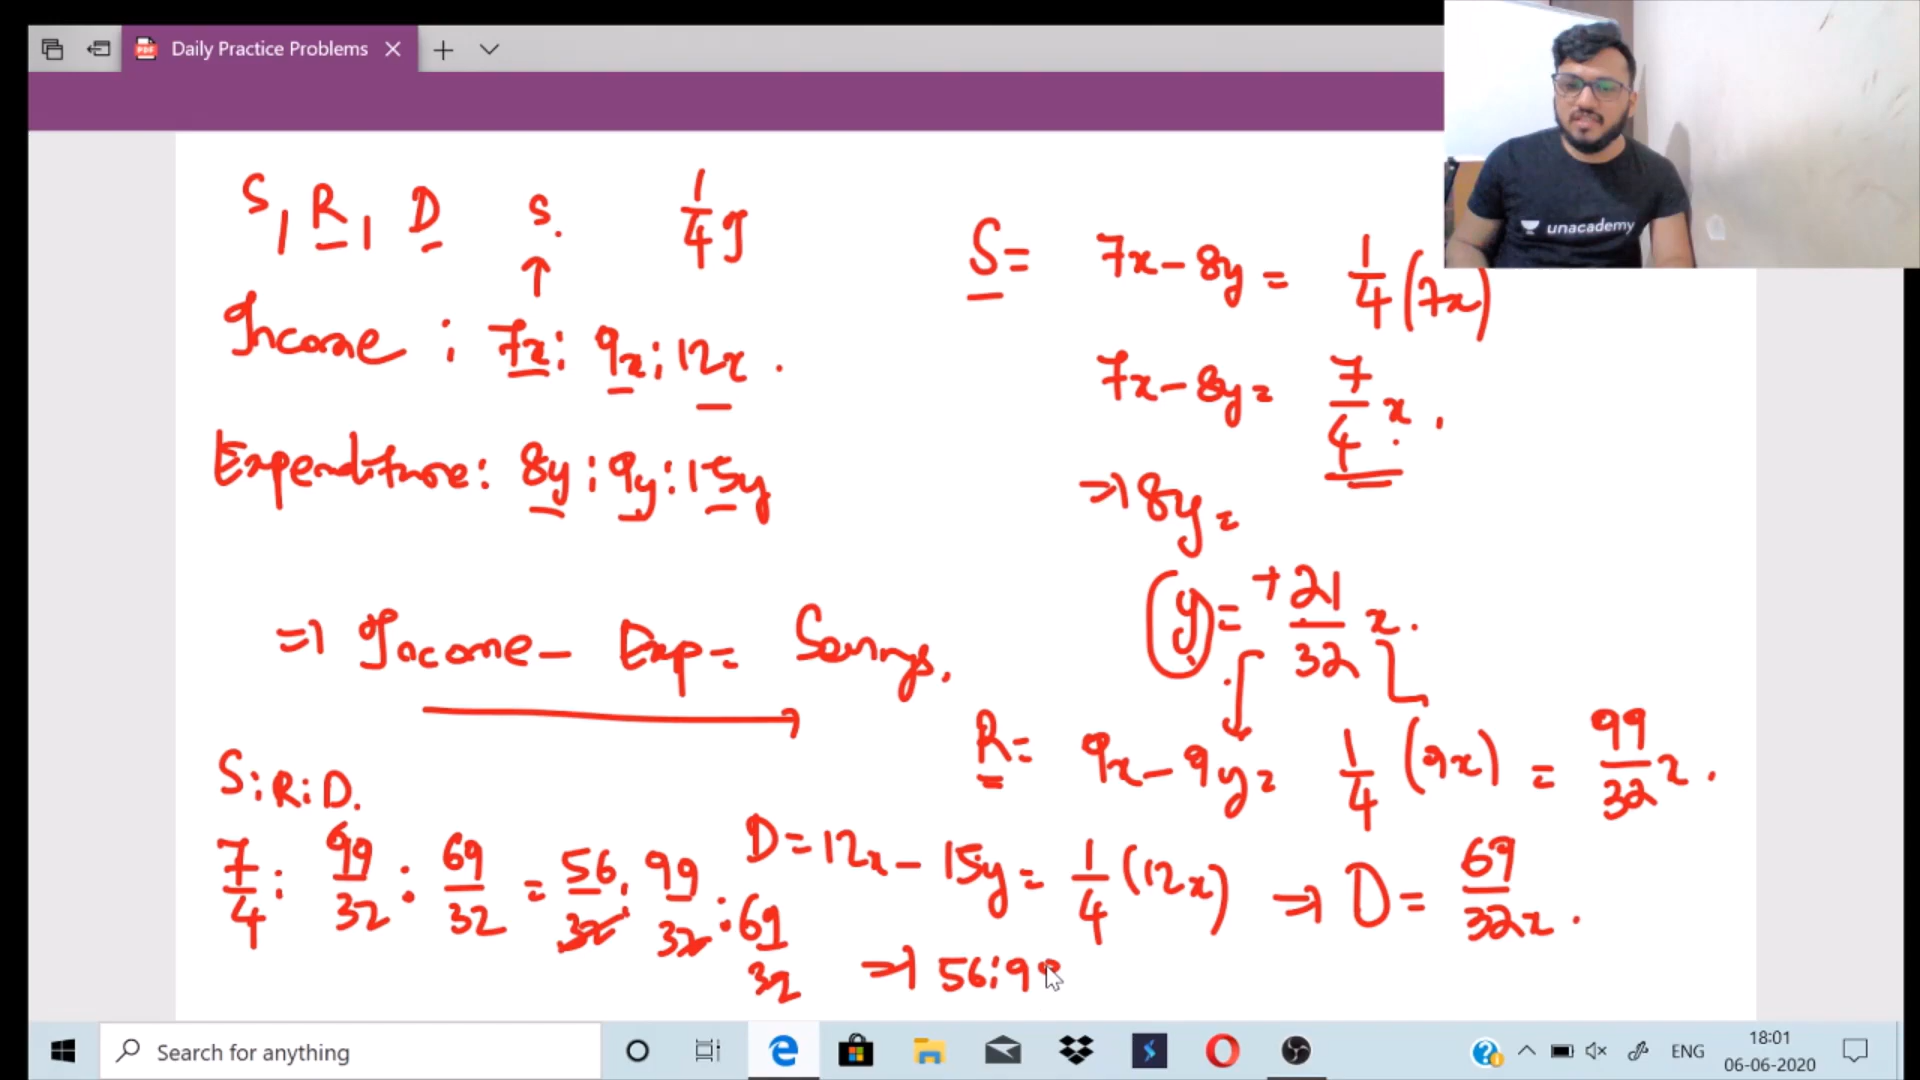 Daily Practice Problems
unacademy
S, R, D S. 1/4 I
Income : 7x : 9x : 12x .
Expenditure : 8y : 9y : 15y
⇒ Income - Exp = Savings.
S : R : D.
7/4 : 99/32 : 69/32 = 56/32 : 99/32 : 69/32
S = 7x - 8y = 1/4 (7x)
7x - 8y = 7/4 x .
⇒ 8y =
y = +21/32 x .
R = 9x - 9y = 1/4 (9x) = 99/32 x .
D = 12x - 15y = 1/4 (12x) ⇒ D = 69/32x .
⇒ 56 : 99
Search for anything
ENG
18:01
06-06-2020